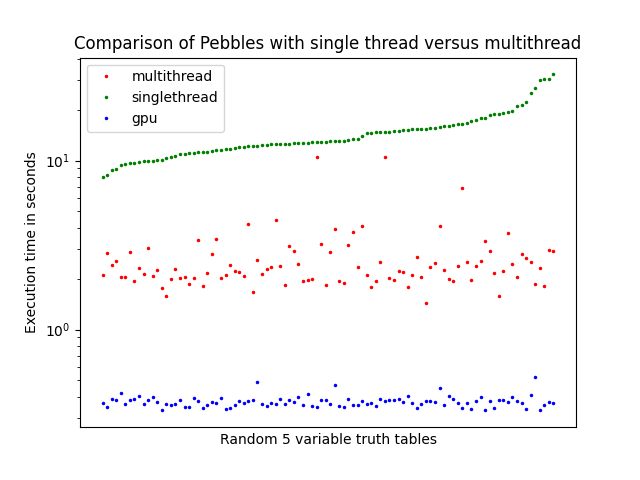 Comparison of Pebbles with single thread versus multithread
multithread
singlethread
gpu
10¹
10⁰
Execution time in seconds
Random 5 variable truth tables